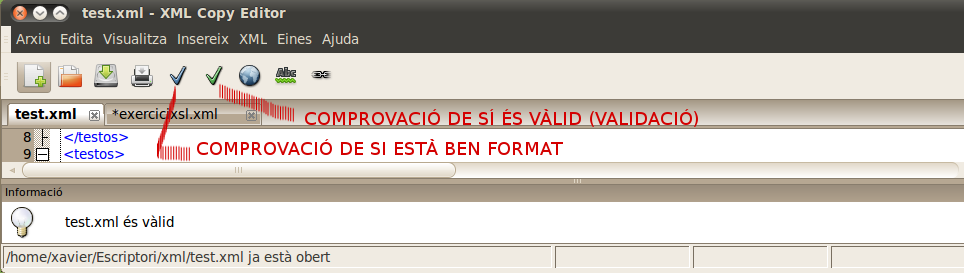 test.xml - XML Copy Editor
Arxiu Edita Visualitza Insereix XML Eines Ajuda
Abc
test.xml *exercicixsl.xml
COMPROVACIÓ DE SÍ ÉS VÀLID (VALIDACIÓ)
8 </testos>
COMPROVACIÓ DE SI ESTÀ BEN FORMAT
9 <testos>
Informació
test.xml és vàlid
/home/xavier/Escriptori/xml/test.xml ja està obert